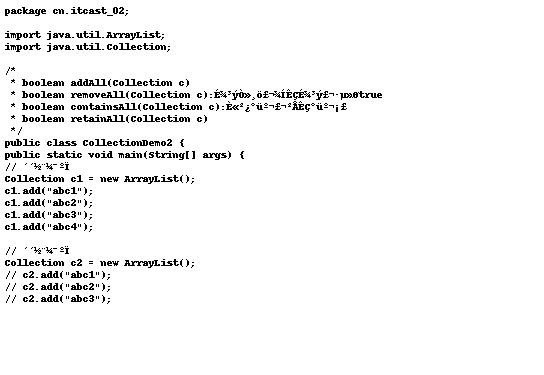 package cn.itcast_02;
import java.util.ArrayList;
import java.util.Collection;
/*
* boolean addAll(Collection c)
* boolean removeAll(Collection c):É¾³ýÒ»¸ö£¬¾ÍÊÇÉ¾³ý£¬·µ»Øtrue
* boolean containsAll(Collection c):È«²¿°üº¬£¬²ÅÊÇ°üº¬¡£
* boolean retainAll(Collection c)
*/
public class CollectionDemo2 {
public static void main(String[] args) {
// ´´½¨¼¯ºÏ
Collection c1 = new ArrayList();
c1.add("abc1");
c1.add("abc2");
c1.add("abc3");
c1.add("abc4");
// ´´½¨¼¯ºÏ
Collection c2 = new ArrayList();
// c2.add("abc1");
// c2.add("abc2");
// c2.add("abc3");